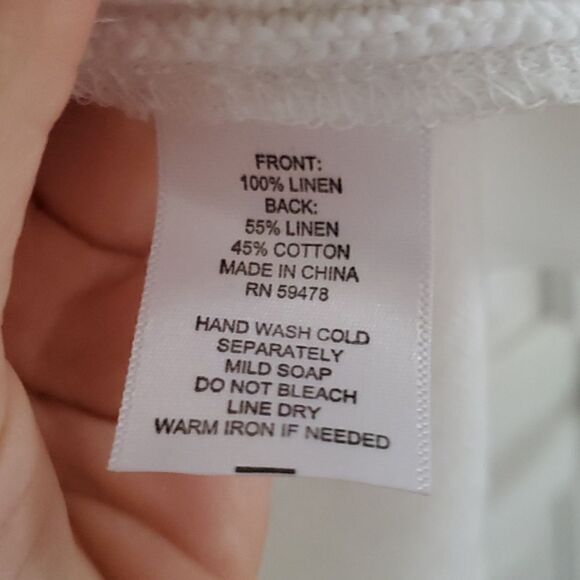 FRONT:
100% LINEN
BACK:
55% LINEN
45% COTTON
MADE IN CHINA
RN 59478
HAND WASH COLD
SEPARATELY
MILD SOAP
DO NOT BLEACH
LINE DRY
WARM IRON IF NEEDED